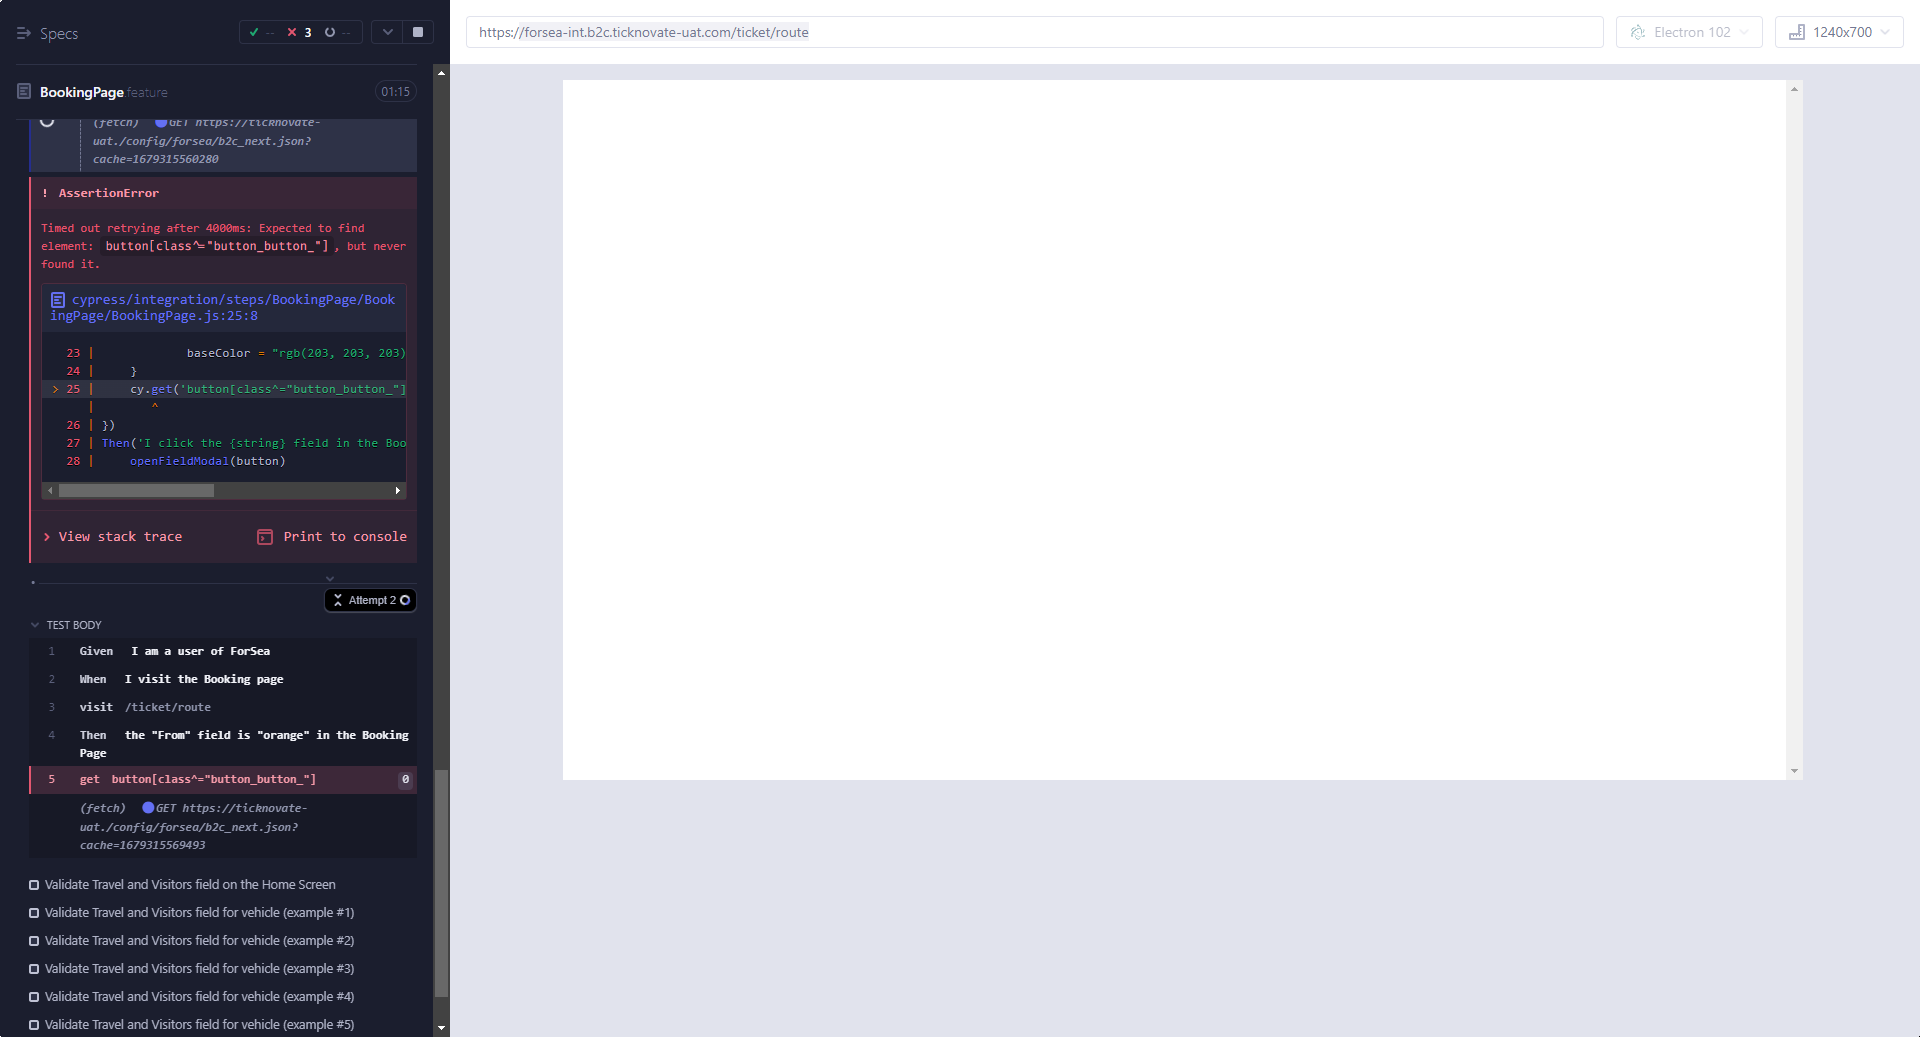 Specs
-- 3 --
https://forsea-int.b2c.ticknovate-uat.com/ticket/route
Electron 102
1240x700
BookingPage.feature
01:15
(fetch) GET https://ticknovate-
uat./config/forsea/b2c_next.json?
cache=1679315560280
! AssertionError
Timed out retrying after 4000ms: Expected to find
element: button[class^="button_button_"], but never
found it.
cypress/integration/steps/BookingPage/Book
ingPage/BookingPage.js:25:8
23 | baseColor = "rgb(203, 203, 203)
24 | }
> 25 | cy.get('button[class^="button_button_"]
| ^
26 | })
27 | Then('I click the {string} field in the Boo
28 | openFieldModal(button)
View stack trace
Print to console
Attempt 2
TEST BODY
1 Given I am a user of ForSea
2 When I visit the Booking page
3 visit /ticket/route
4 Then the "From" field is "orange" in the Booking
Page
5 get button[class^="button_button_"] 0
(fetch) GET https://ticknovate-
uat./config/forsea/b2c_next.json?
cache=1679315569493
Validate Travel and Visitors field on the Home Screen
Validate Travel and Visitors field for vehicle (example #1)
Validate Travel and Visitors field for vehicle (example #2)
Validate Travel and Visitors field for vehicle (example #3)
Validate Travel and Visitors field for vehicle (example #4)
Validate Travel and Visitors field for vehicle (example #5)